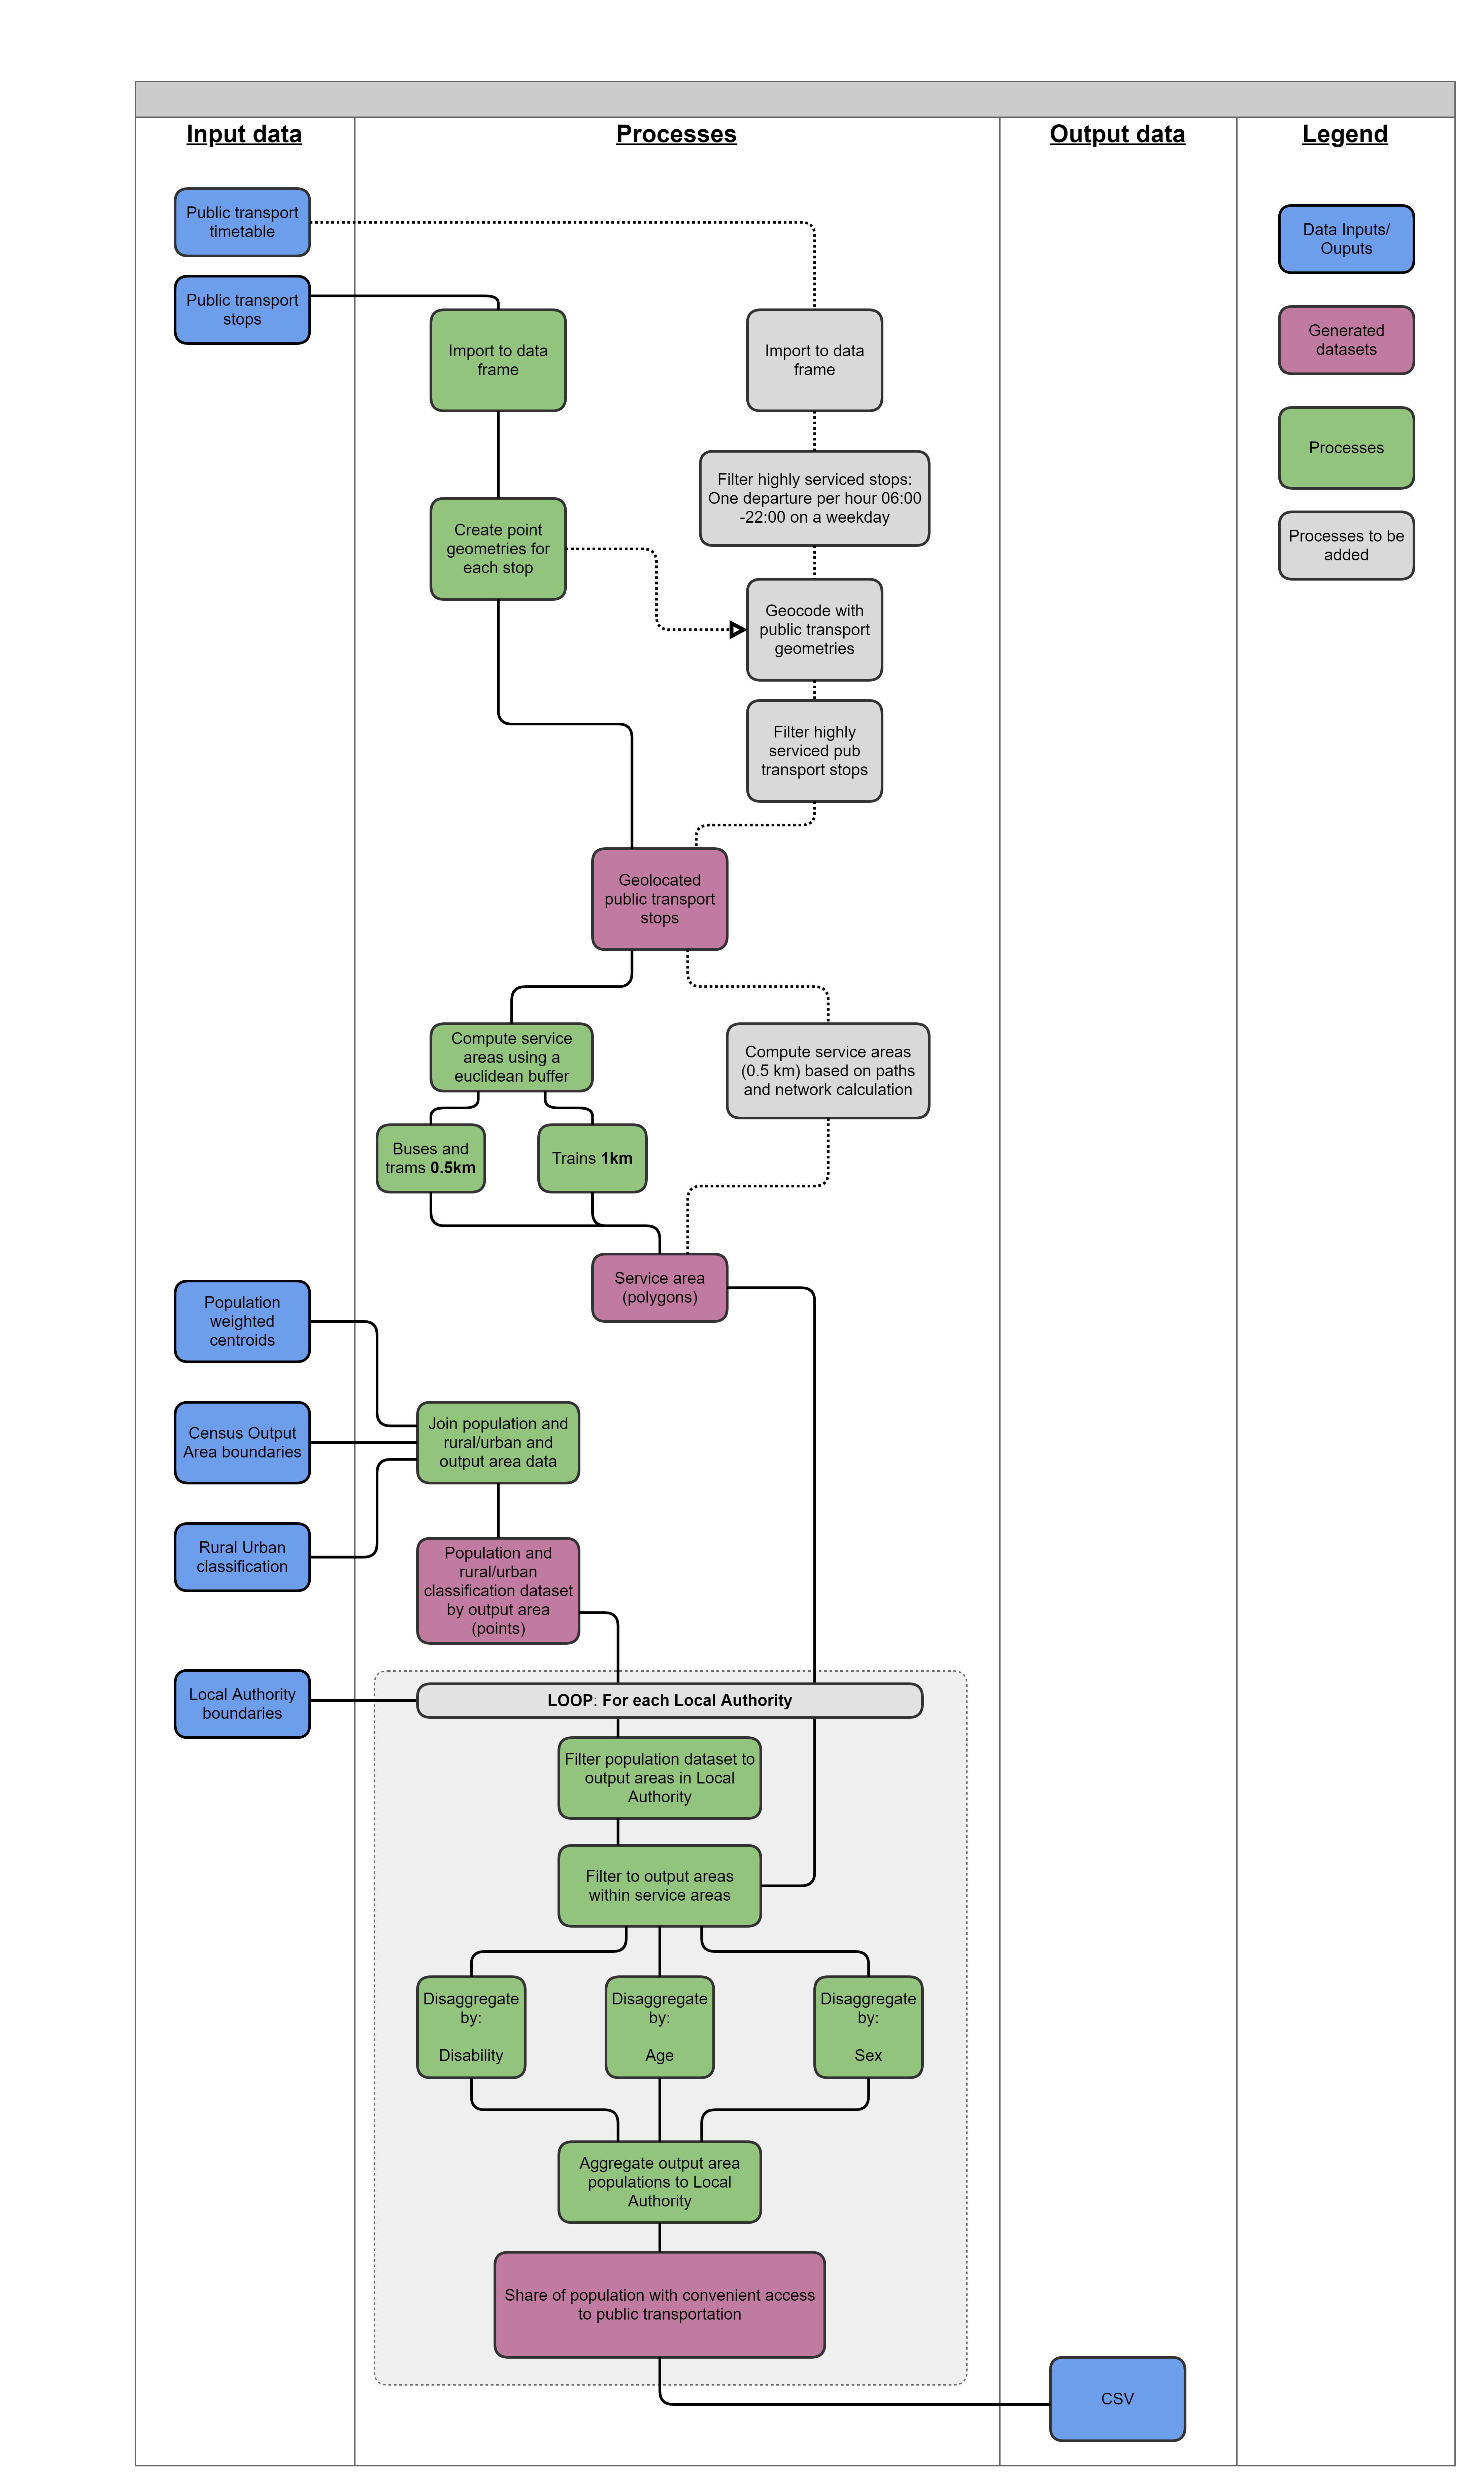 Input data
Processes
Output data
Legend
Public transport
timetable
Public transport
stops
Import to data
frame
Import to data
frame
Filter highly serviced stops:
One departure per hour 06:00
-22:00 on a weekday
Create point
geometries for
each stop
Geocode with
public transport
geometries
Filter highly
serviced pub
transport stops
Geolocated
public transport
stops
Compute service
areas using a
euclidean buffer
Compute service areas
(0.5 km) based on paths
and network calculation
Buses and
trams 0.5km
Trains 1km
Service area
(polygons)
Population
weighted
centroids
Census Output
Area boundaries
Rural Urban
classification
Join population and
rural/urban and
output area data
Population and
rural/urban
classification dataset
by output area
(points)
Local Authority
boundaries
LOOP: For each Local Authority
Filter population dataset to
output areas in Local
Authority
Filter to output areas
within service areas
Disaggregate
by:
Disability
Disaggregate
by:
Age
Disaggregate
by:
Sex
Aggregate output area
populations to Local
Authority
Share of population with convenient access
to public transportation
CSV
Data Inputs/
Ouputs
Generated
datasets
Processes
Processes to be
added